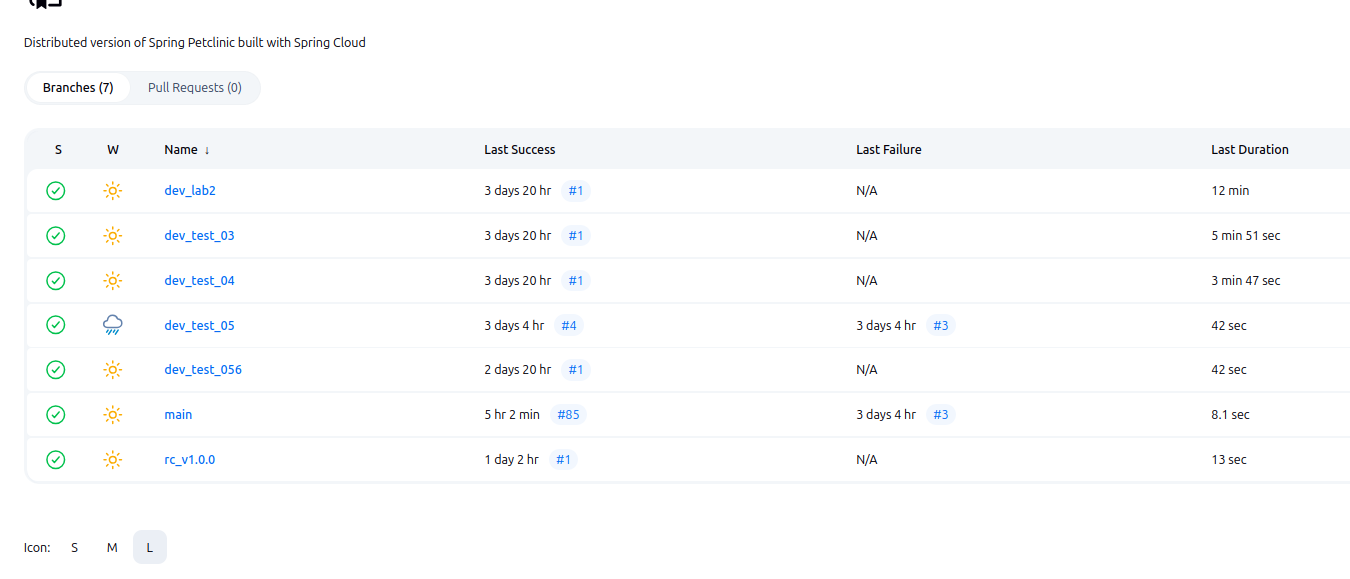 Distributed version of Spring Petclinic built with Spring Cloud
Branches (7) Pull Requests (0)
S W Name ↓ Last Success Last Failure Last Duration
dev_lab2 3 days 20 hr #1 N/A 12 min
dev_test_03 3 days 20 hr #1 N/A 5 min 51 sec
dev_test_04 3 days 20 hr #1 N/A 3 min 47 sec
dev_test_05 3 days 4 hr #4 3 days 4 hr #3 42 sec
dev_test_056 2 days 20 hr #1 N/A 42 sec
main 5 hr 2 min #85 3 days 4 hr #3 8.1 sec
rc_v1.0.0 1 day 2 hr #1 N/A 13 sec
Icon: S M L